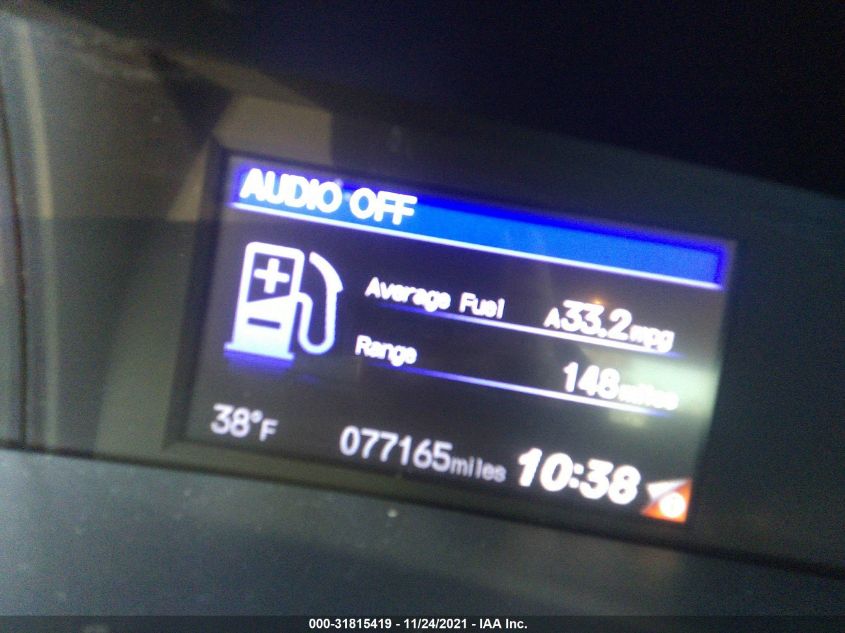 AUDIO OFF
Average Fuel A33.2mpg
Range 148miles
38°F 077165miles 10:38
000-31815419 - 11/24/2021 - IAA Inc.